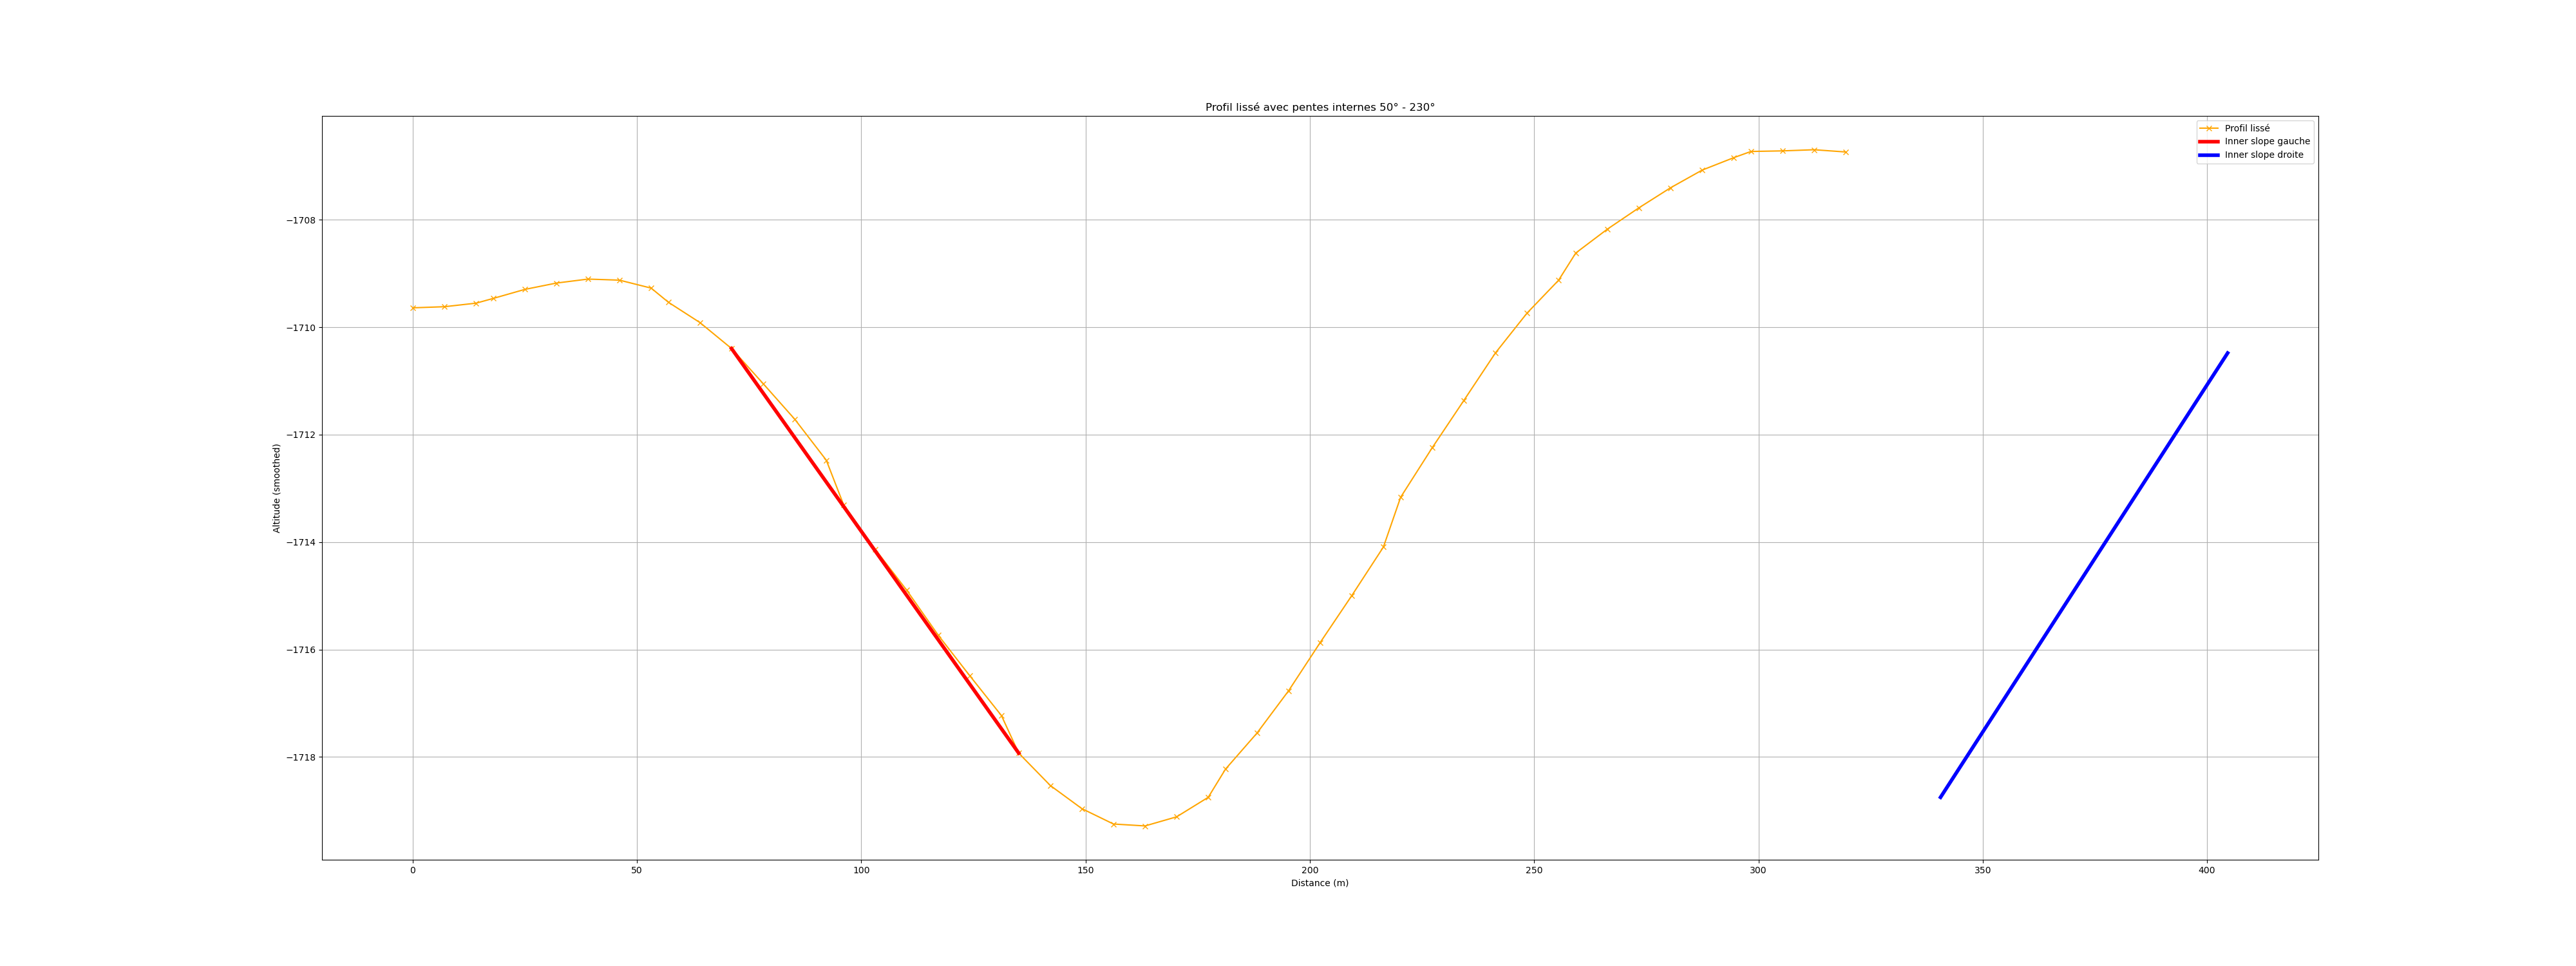 Profil lissé avec pentes internes 50° - 230°
Profil lissé
Inner slope gauche
Inner slope droite
−1708
−1710
−1712
−1714
−1716
−1718
Altitude (smoothed)
0 50 100 150 200 250 300 350 400
Distance (m)